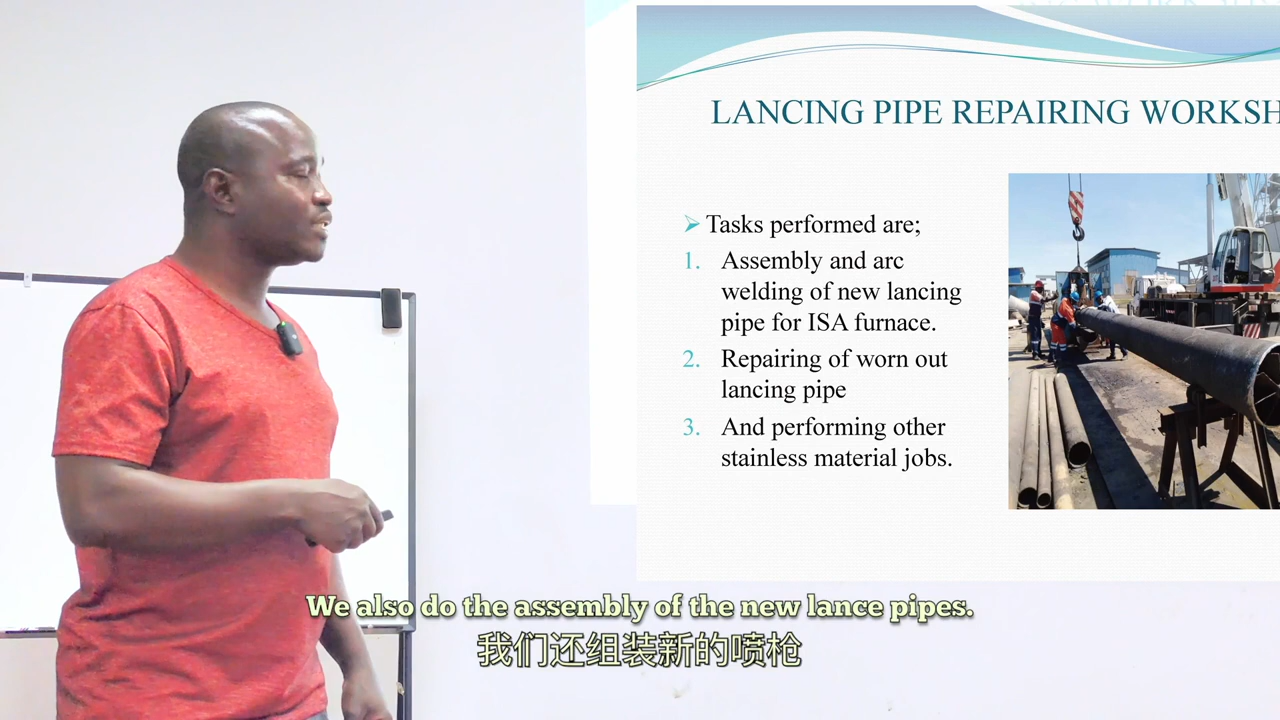 LANCING PIPE REPAIRING WORKSH
Tasks performed are;
1. Assembly and arc
welding of new lancing
pipe for ISA furnace.
2. Repairing of worn out
lancing pipe
3. And performing other
stainless material jobs.
We also do the assembly of the new lance pipes.
我们还组装新的喷枪